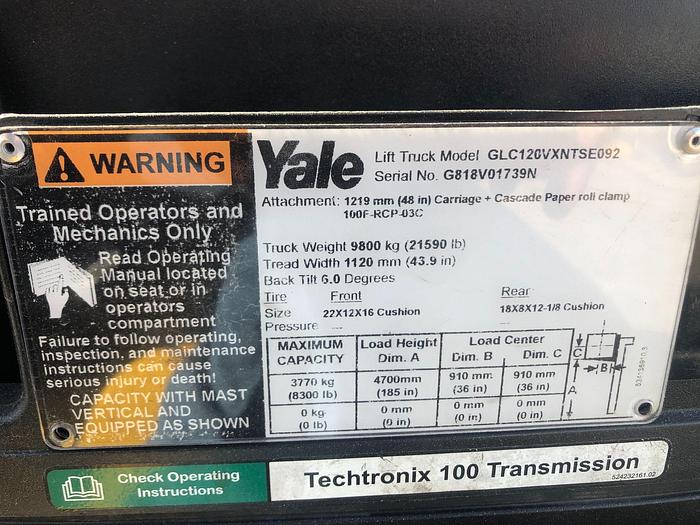 WARNING
Trained Operators and
Mechanics Only
Read Operating
Manual located
on seat or in
operators
compartment
Failure to follow operating,
inspection, and maintenance
instructions can cause
serious injury or death!
CAPACITY WITH MAST
VERTICAL AND
EQUIPPED AS SHOWN
Yale Lift Truck Model GLC120VXNTSE092
Serial No. G818V01739N
Attachment: 1219 mm (48 in) Carriage + Cascade Paper roll clamp
100F-RCP-03C
Truck Weight 9800 kg (21590 lb)
Tread Width 1120 mm (43.9 in)
Back Tilt 6.0 Degrees
Tire Front Rear
Size 22X12X16 Cushion 18X8X12-1/8 Cushion
Pressure
MAXIMUM CAPACITY Load Height Dim. A Load Center Dim. B Dim. C
3770 kg 4700mm 910 mm 910 mm
(8300 lb) (185 in) (36 in) (36 in)
0 kg 0 mm 0 mm 0 mm
(0 lb) (0 in) (0 in) (0 in)
C B A
Check Operating
Instructions
Techtronix 100 Transmission
524232161.02